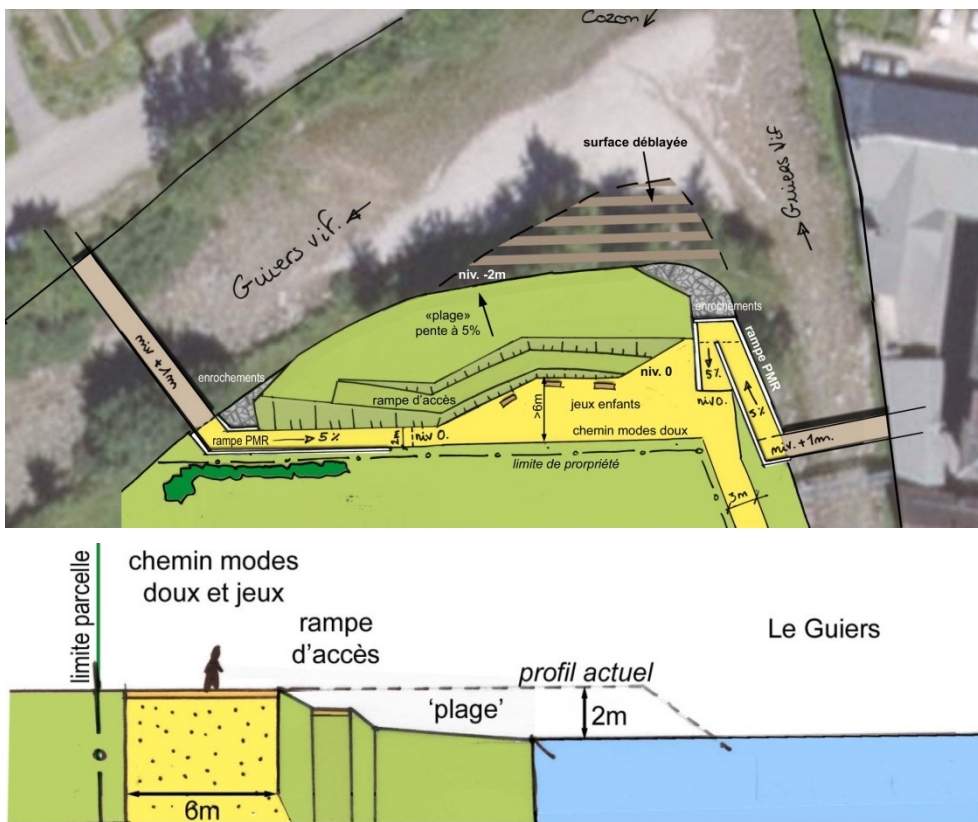 Cozon
surface déblayée
Guiers Vif
Guiers vif.
niv. -2m
«plage»
pente à 5%
enrochements
rampe PMR
niv + 1m
enrochements
rampe d'accès
niv. 0
5%
5%
niv 0.
jeux enfants
>6m
rampe PMR
5%
2m
niv 0.
chemin modes doux
niv + 1m.
limite de prorpriété
3m
limite parcelle
chemin modes
doux et jeux
rampe
d'accès
Le Guiers
profil actuel
'plage'
2m
6m